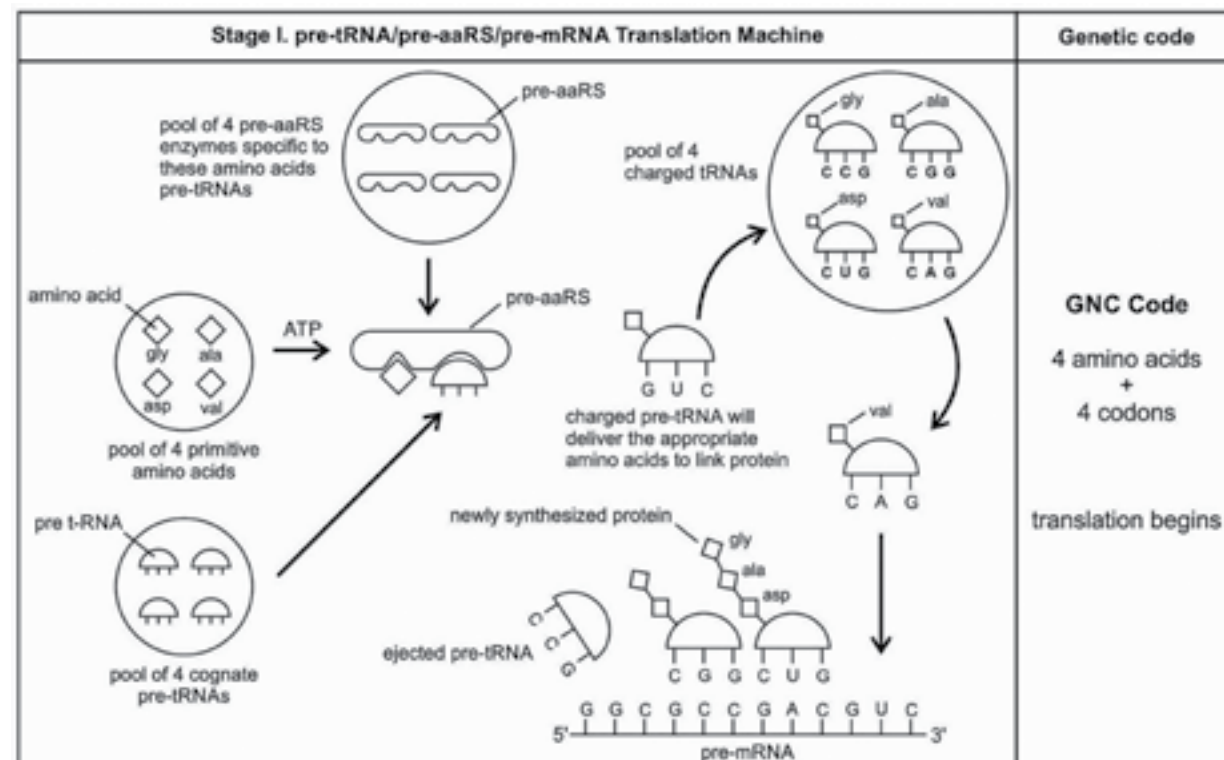 Stage I. pre-tRNA/pre-aaRS/pre-mRNA Translation Machine
Genetic code
pre-aaRS
pool of 4 pre-aaRS
enzymes specific to
these amino acids
pre-tRNAs
pool of 4
charged tRNAs
gly
ala
C C G
C G G
asp
val
C U G
C A G
amino acid
gly
ala
asp
val
pool of 4 primitive
amino acids
ATP
pre-aaRS
G U C
charged pre-tRNA will
deliver the appropriate
amino acids to link protein
val
C A G
pre t-RNA
pool of 4 cognate
pre-tRNAs
newly synthesized protein
gly
ala
asp
ejected pre-tRNA
C C G
C G G C U G
G G C G C C G A C G U C
5' 3'
pre-mRNA
GNC Code
4 amino acids
+
4 codons
translation begins